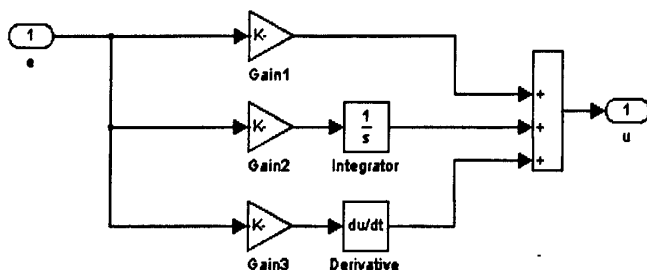 1
e
K-
Gain1
K-
Gain2
1
s
Integrator
K-
Gain3
du/dt
Derivative
+
+
+
1
u